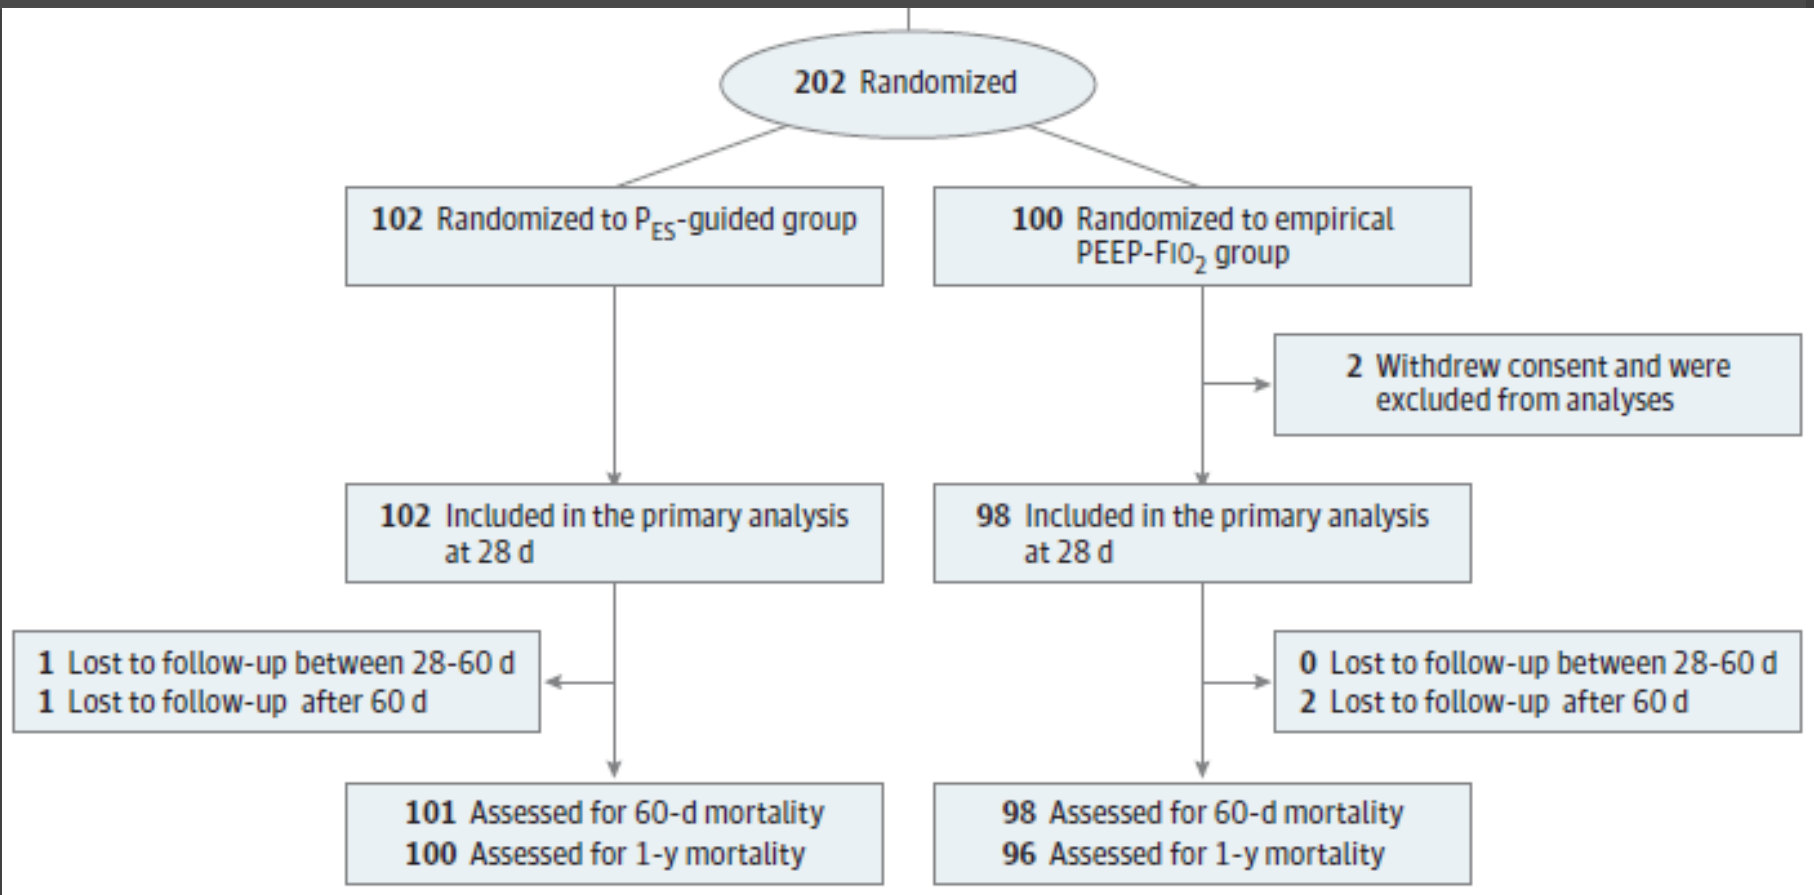 202 Randomized
102 Randomized to PES-guided group
100 Randomized to empirical
PEEP-FIO2 group
2 Withdrew consent and were
excluded from analyses
102 Included in the primary analysis
at 28 d
98 Included in the primary analysis
at 28 d
1 Lost to follow-up between 28-60 d
1 Lost to follow-up after 60 d
0 Lost to follow-up between 28-60 d
2 Lost to follow-up after 60 d
101 Assessed for 60-d mortality
100 Assessed for 1-y mortality
98 Assessed for 60-d mortality
96 Assessed for 1-y mortality